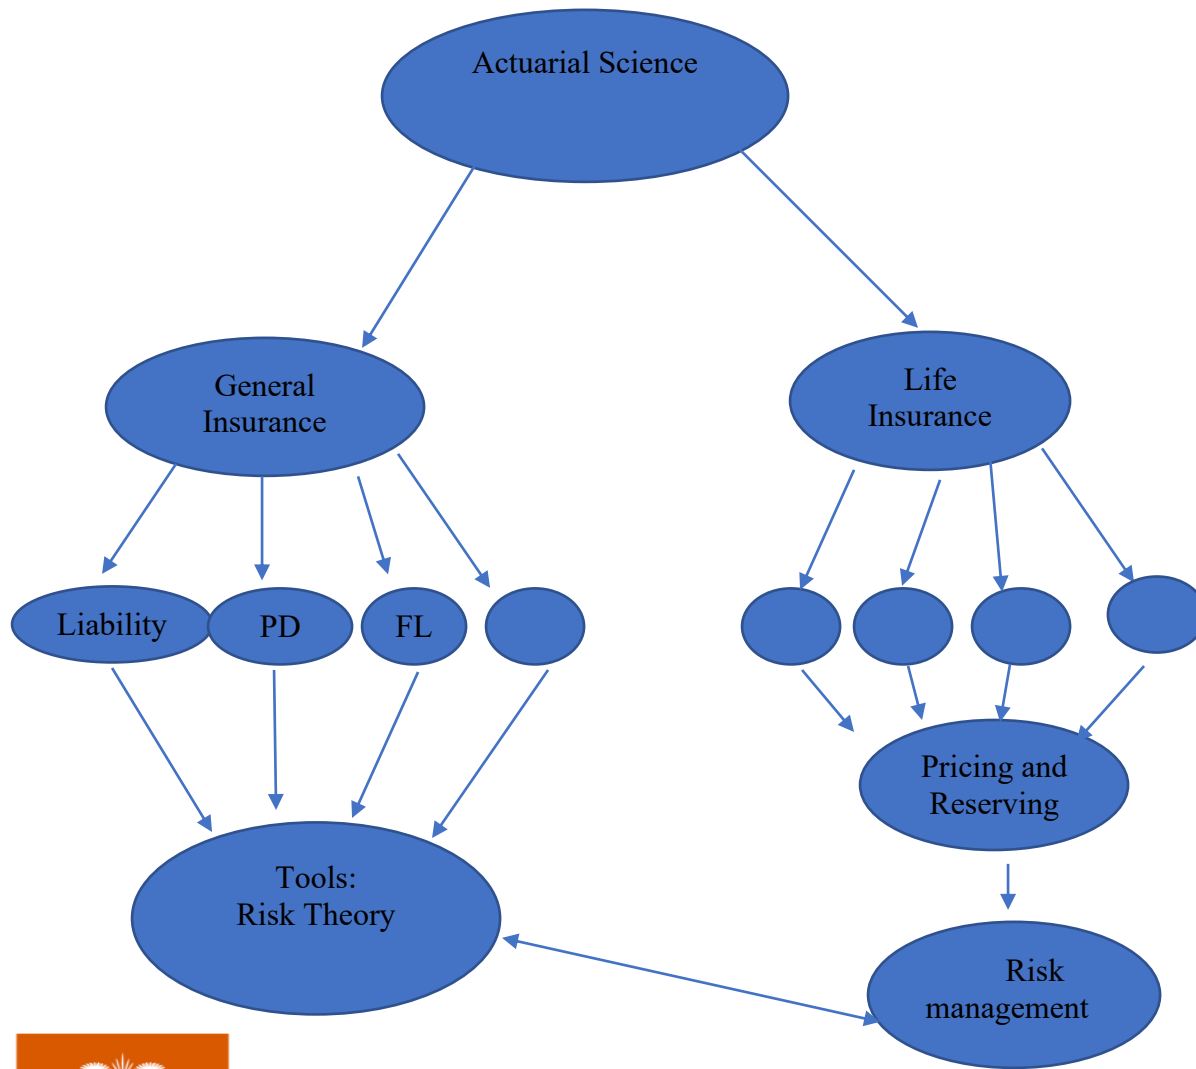 Actuarial Science
General
Insurance
Life
Insurance
Liability
PD
FL
Pricing and
Reserving
Tools:
Risk Theory
Risk
management